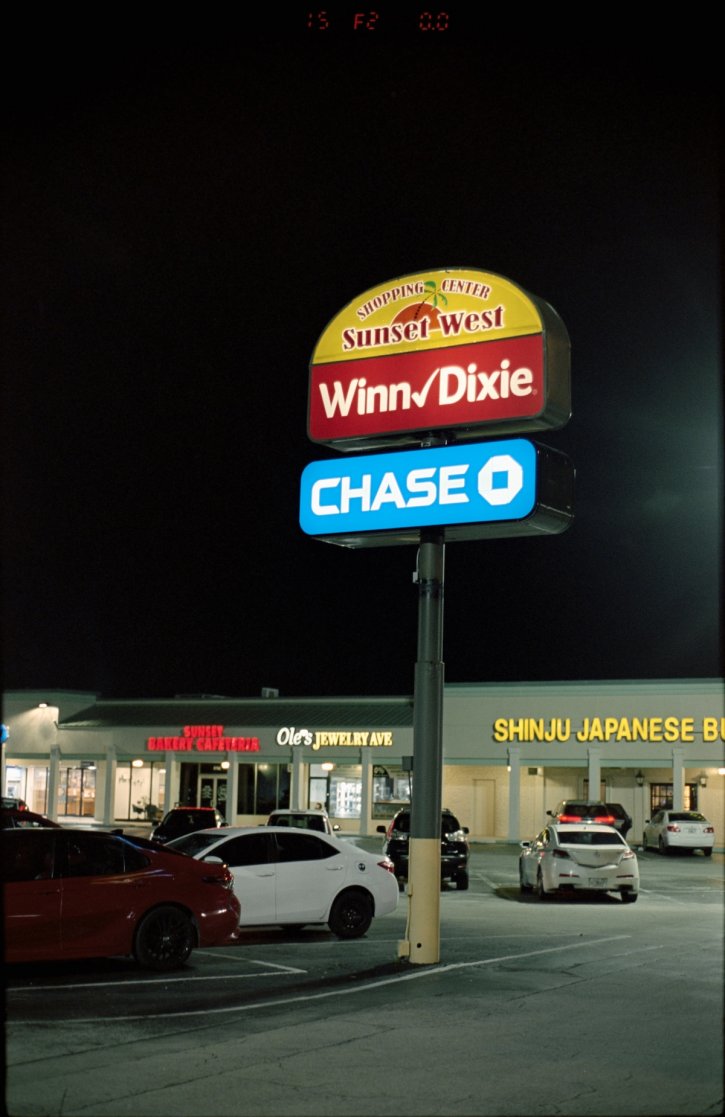 15 F2 0.0
SHOPPING CENTER
Sunset West
Winn✓Dixie
CHASE
SUNSET
BAKERY CAFETERIA
Ole's JEWELRY AVE
SHINJU JAPANESE BU